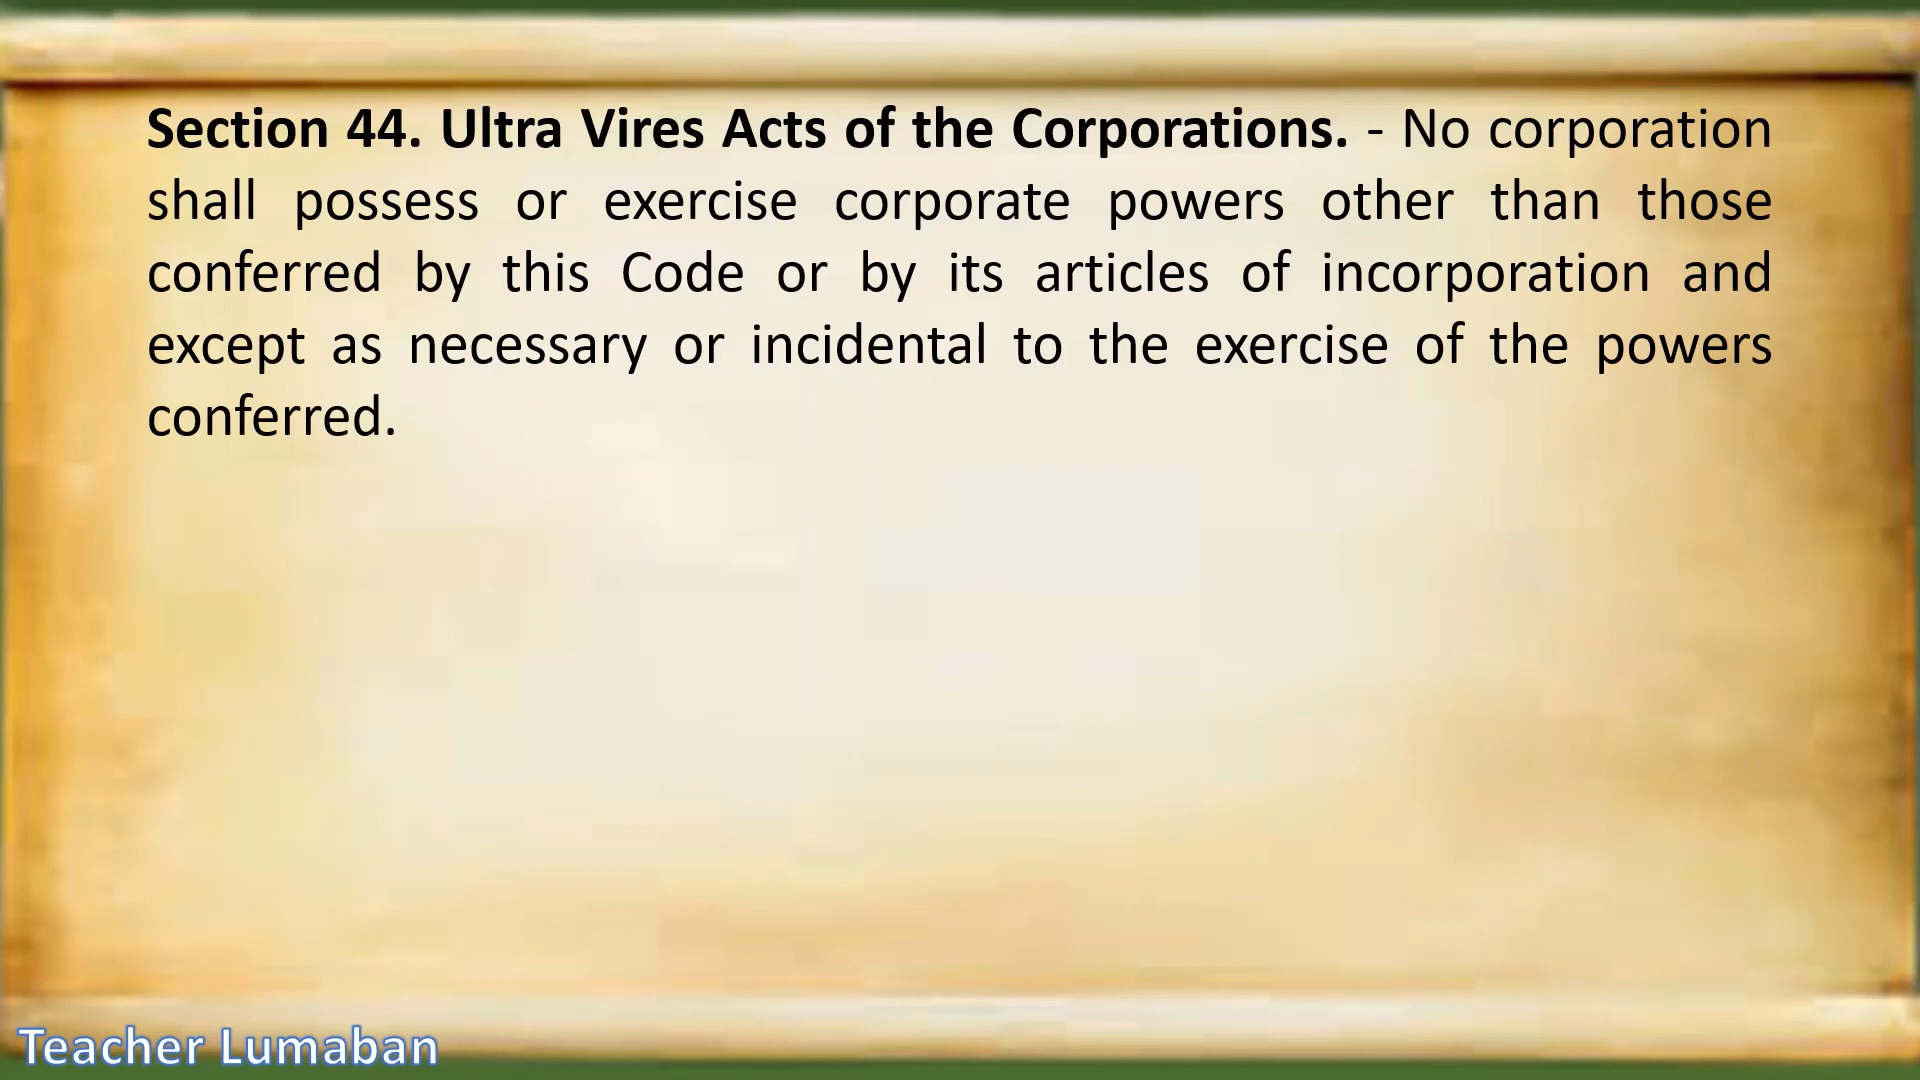 Section 44. Ultra Vires Acts of the Corporations. - No corporation
shall possess or exercise corporate powers other than those
conferred by this Code or by its articles of incorporation and
except as necessary or incidental to the exercise of the powers
conferred.
Teacher Lumaban